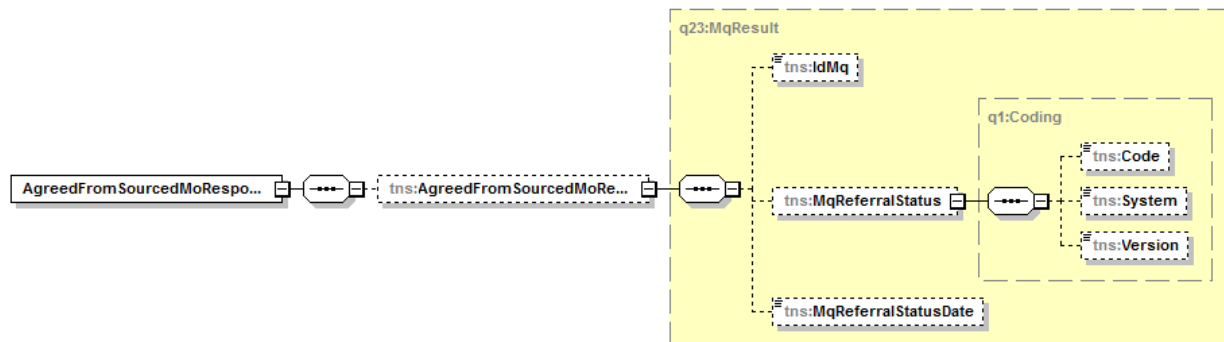 q23:MqResult
tns:IdMq
q1:Coding
tns:Code
AgreedFromSourcedMoRespo...
tns:AgreedFromSourcedMoRe...
tns:MqReferralStatus
tns:System
tns:Version
tns:MqReferralStatusDate